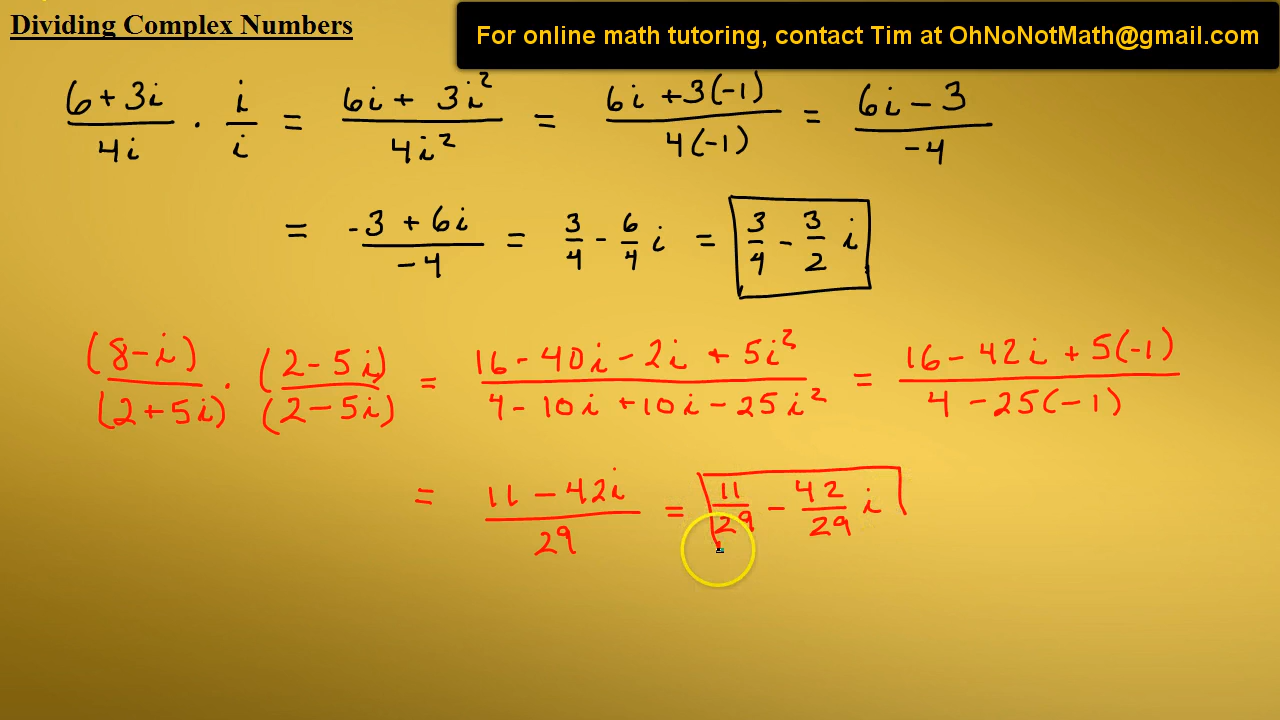 Dividing Complex Numbers
For online math tutoring, contact Tim at OhNoNotMath@gmail.com
(6+3i)/(4i) · i/i = (6i + 3i²)/(4i²) = (6i + 3(-1))/(4(-1)) = (6i - 3)/(-4)
= (-3 + 6i)/(-4) = 3/4 - 6/4 i = 3/4 - 3/2 i
(8-i)/(2+5i) · (2-5i)/(2-5i) = (16 - 40i - 2i + 5i²)/(4 - 10i + 10i - 25i²) = (16 - 42i + 5(-1))/(4 - 25(-1))
= (11 - 42i)/29 = 11/29 - 42/29 i